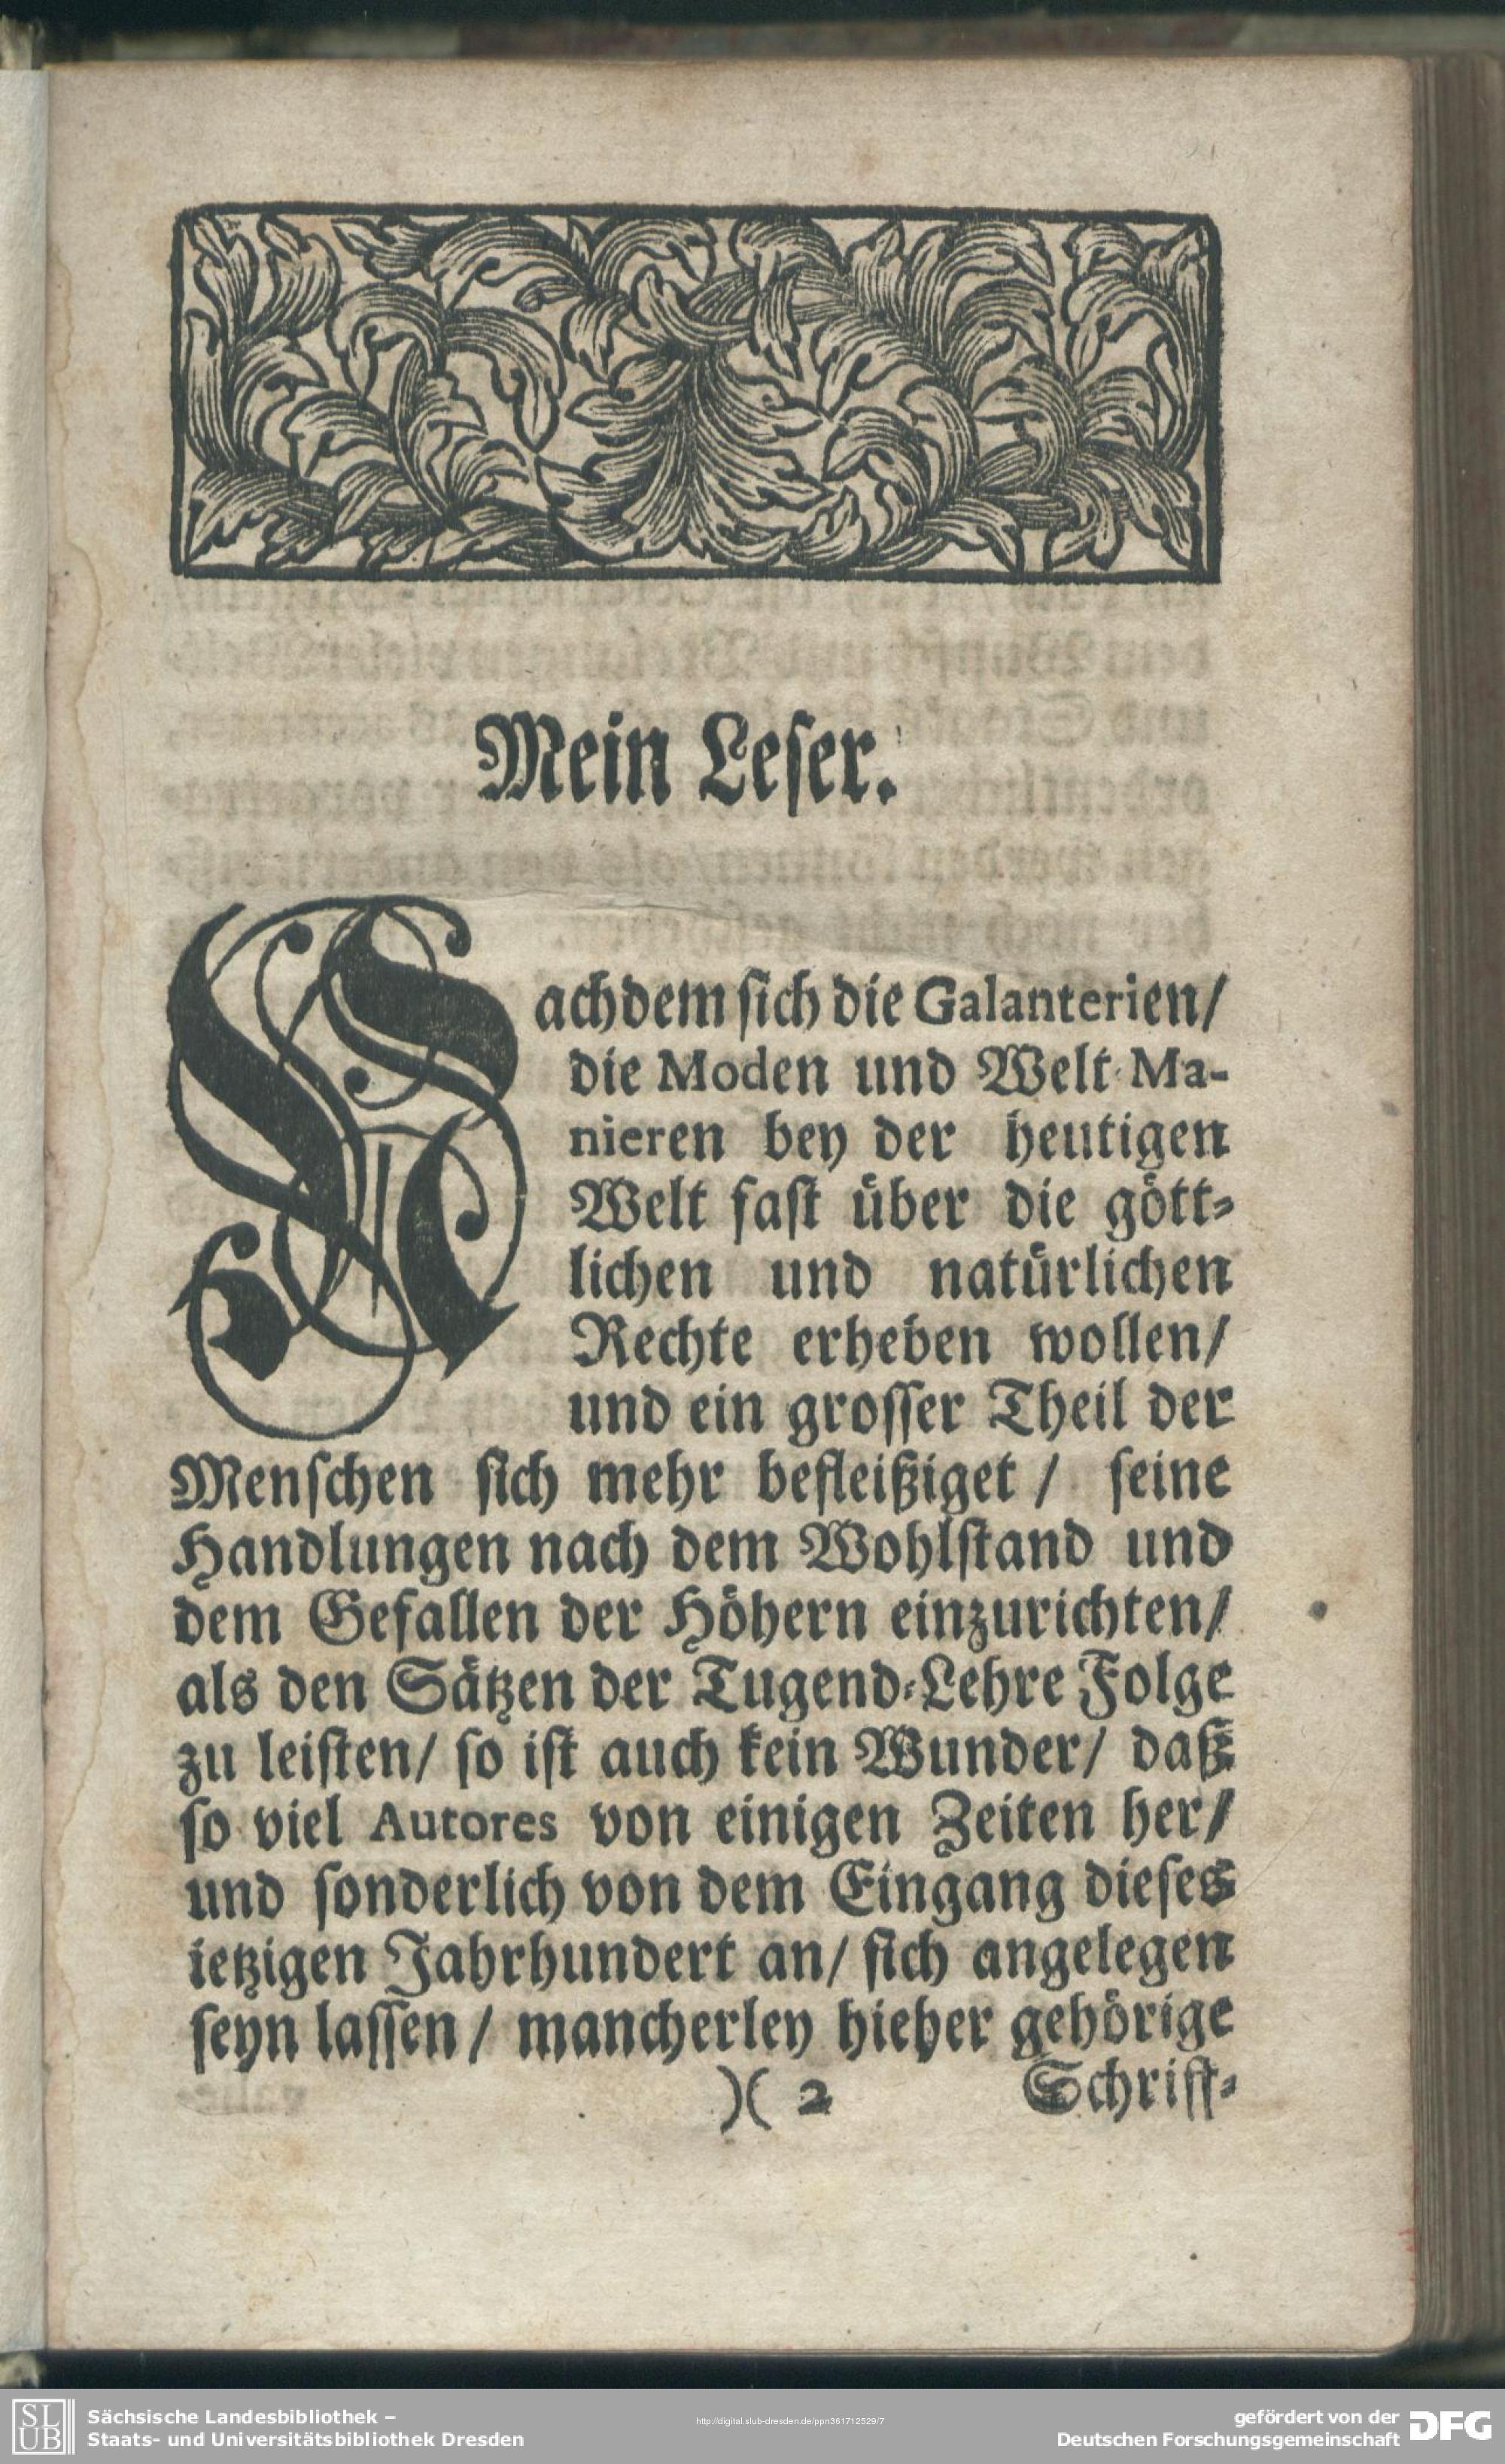 Mein Leser.
Nachdem sich die Galanterien/
die Moden und Welt-Ma-
nieren bey der heutigen
Welt fast über die gött-
lichen und natürlichen
Rechte erheben wollen/
und ein grosser Theil der
Menschen sich mehr befleißiget / seine
Handlungen nach dem Wohlstand und
dem Gefallen der Höhern einzurichten/
als den Sätzen der Tugend-Lehre Folge
zu leisten/ so ist auch kein Wunder/ daß
so viel Autores von einigen Zeiten her/
und sonderlich von dem Eingang dieses
ietzigen Jahrhundert an/ sich angelegen
seyn lassen / mancherley hieher gehörige
)( 2 Schriff-
SLUB
Sächsische Landesbibliothek –
Staats- und Universitätsbibliothek Dresden
http://digital.slub-dresden.de/ppn361712529/7
gefördert von der
Deutschen Forschungsgemeinschaft
DFG